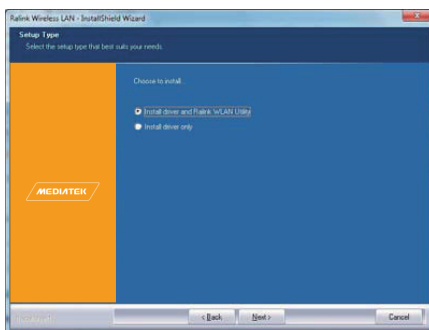 Ralink Wireless LAN - InstallShield Wizard
Setup Type
Select the setup type that best suits your needs.
Choose to install...
Install driver and Ralink WLAN Utility
Install driver only
MEDIATEK
InstallShield
< Back
Next >
Cancel